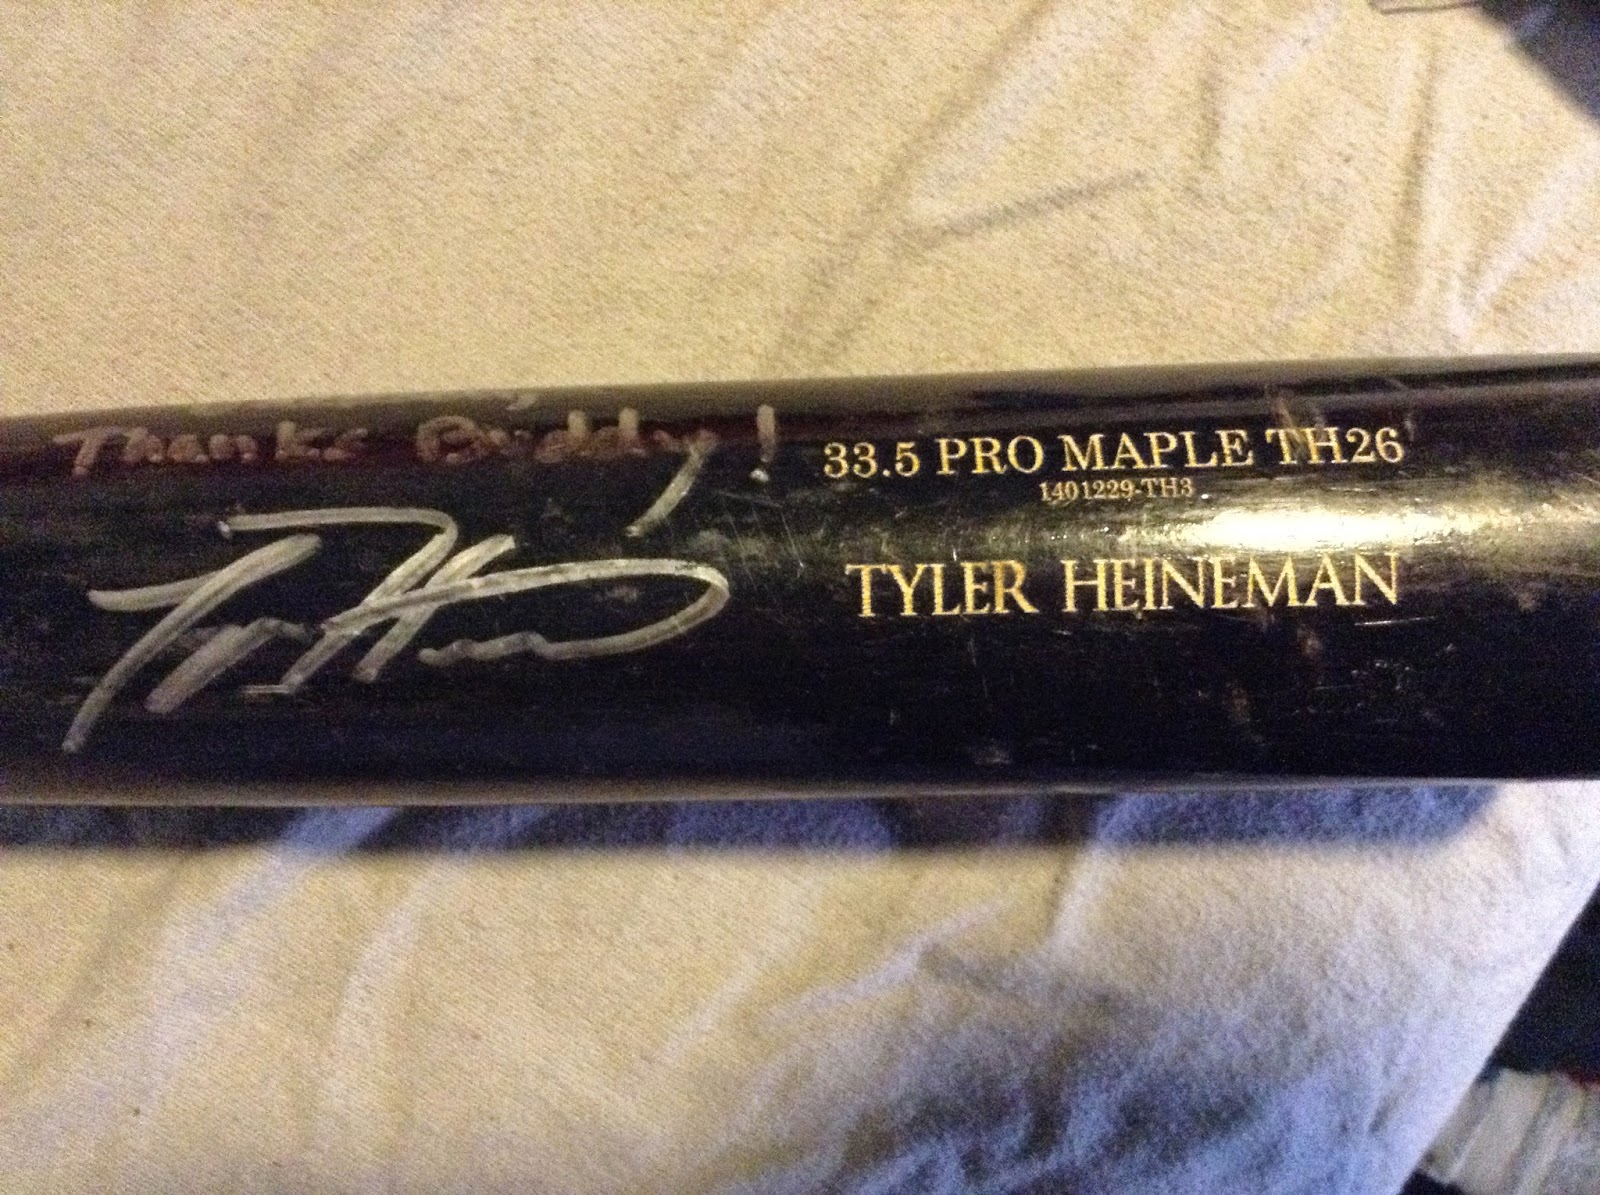 Thanks Buddy!
33.5 PRO MAPLE TH26
1401229-TH3
TYLER HEINEMAN